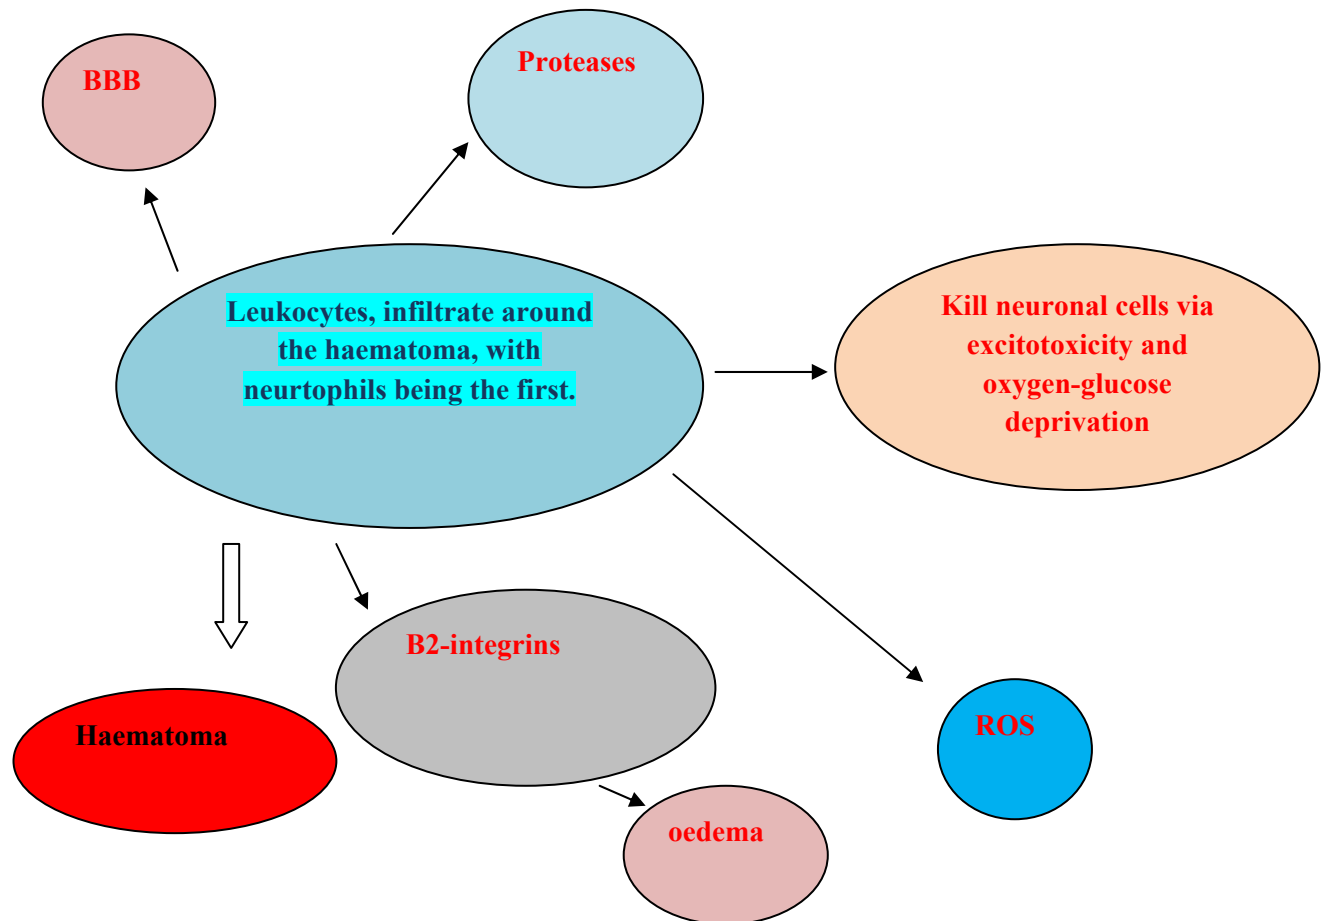 BBB
Proteases
Leukocytes, infiltrate around
the haematoma, with
neurtophils being the first.
Kill neuronal cells via
excitotoxicity and
oxygen-glucose
deprivation
B2-integrins
Haematoma
ROS
oedema